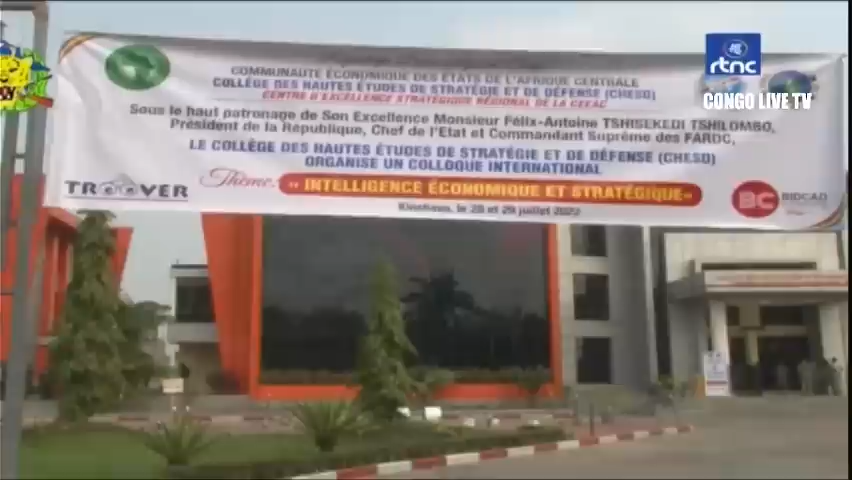 rtnc
CONGO LIVE TV
COMMUNAUTÉ ÉCONOMIQUE DES ÉTATS DE L'AFRIQUE CENTRALE
COLLÈGE DES HAUTES ÉTUDES DE STRATÉGIE ET DE DÉFENSE (CHESD)
CENTRE D'EXCELLENCE STRATÉGIQUE RÉGIONAL DE LA CEEAC
Sous le haut patronage de Son Excellence Monsieur Félix-Antoine TSHISEKEDI TSHILOMBO,
Président de la République, Chef de l'Etat et Commandant Suprême des FARDC,
LE COLLÈGE DES HAUTES ÉTUDES DE STRATÉGIE ET DE DÉFENSE (CHESD)
ORGANISE UN COLLOQUE INTERNATIONAL
Thème: « INTELLIGENCE ÉCONOMIQUE ET STRATÉGIQUE»
TROOVER
BC BIDCAD
Kinshasa, le 28 et 29 juillet 2022